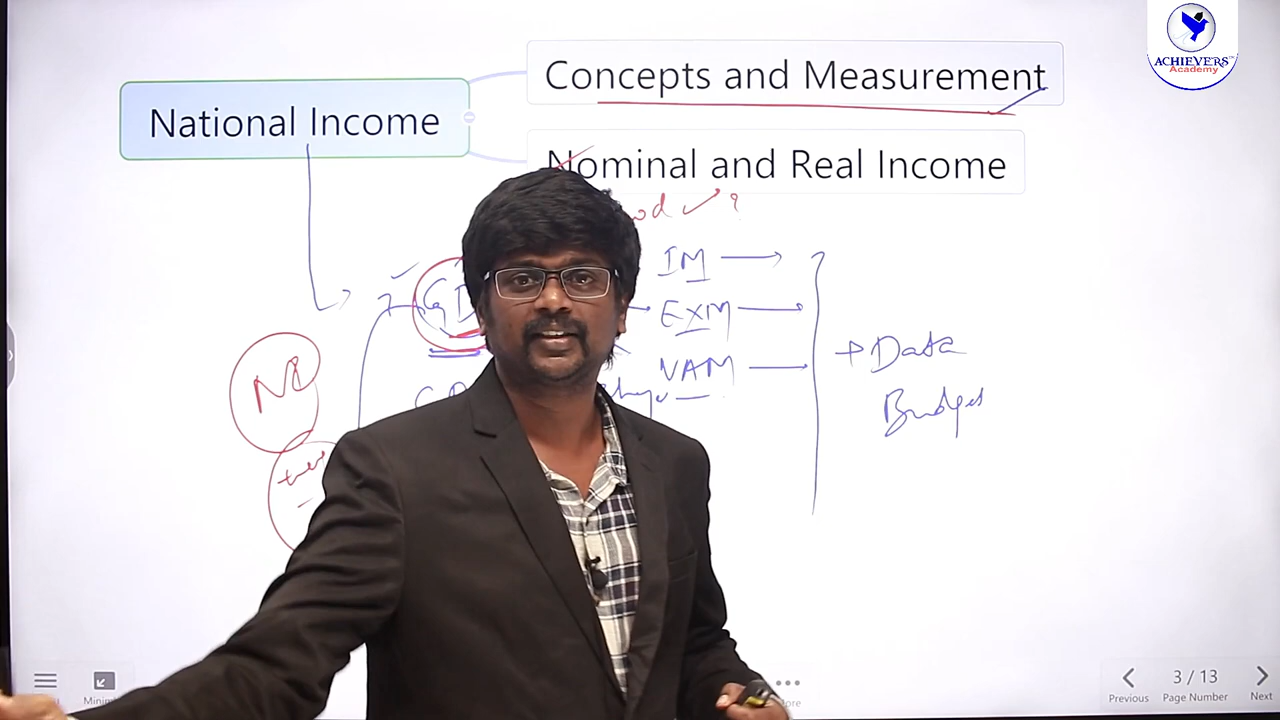 ACHIEVERS
Academy
Concepts and Measurement
National Income
Nominal and Real Income
IM
EXM
VAM
NI
+ Data
Budget
3 / 13
Previous
Page Number
Next